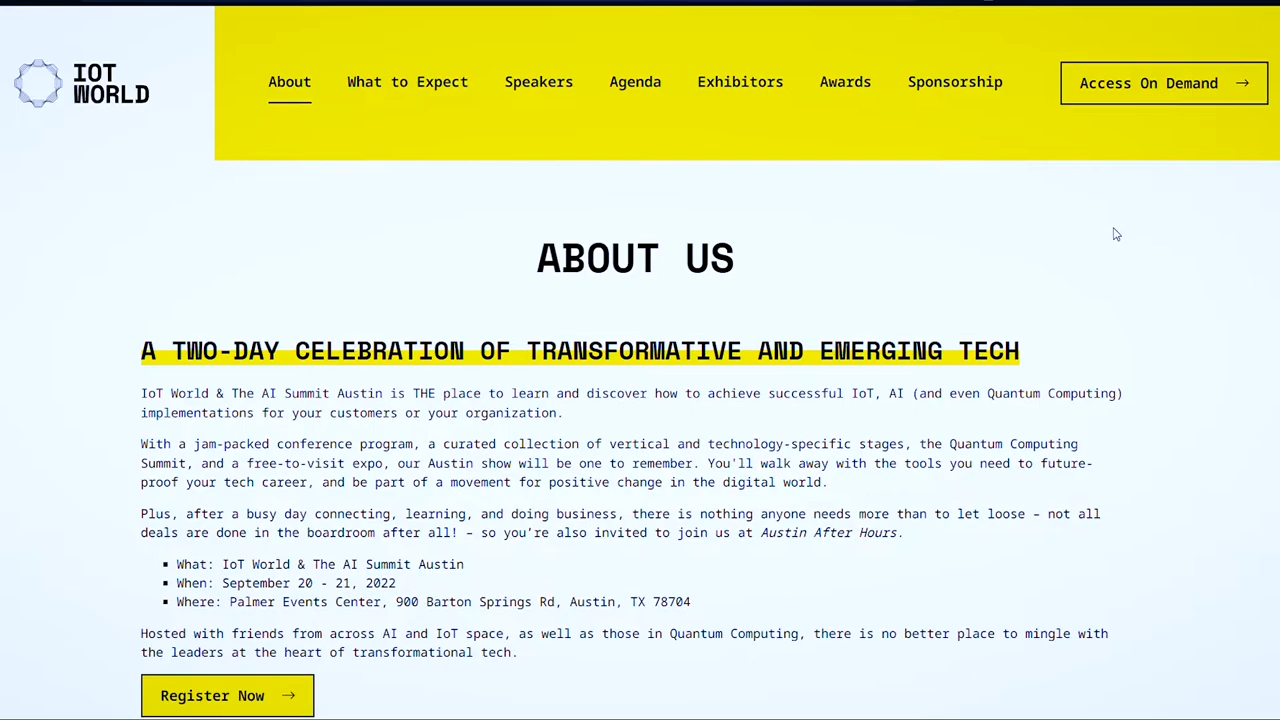 IOT
WORLD
About
What to Expect
Speakers
Agenda
Exhibitors
Awards
Sponsorship
Access On Demand →
ABOUT US
A TWO-DAY CELEBRATION OF TRANSFORMATIVE AND EMERGING TECH
IoT World & The AI Summit Austin is THE place to learn and discover how to achieve successful IoT, AI (and even Quantum Computing)
implementations for your customers or your organization.
With a jam-packed conference program, a curated collection of vertical and technology-specific stages, the Quantum Computing
Summit, and a free-to-visit expo, our Austin show will be one to remember. You'll walk away with the tools you need to future-
proof your tech career, and be part of a movement for positive change in the digital world.
Plus, after a busy day connecting, learning, and doing business, there is nothing anyone needs more than to let loose – not all
deals are done in the boardroom after all! – so you’re also invited to join us at Austin After Hours.
▪ What: IoT World & The AI Summit Austin
▪ When: September 20 - 21, 2022
▪ Where: Palmer Events Center, 900 Barton Springs Rd, Austin, TX 78704
Hosted with friends from across AI and IoT space, as well as those in Quantum Computing, there is no better place to mingle with
the leaders at the heart of transformational tech.
Register Now →